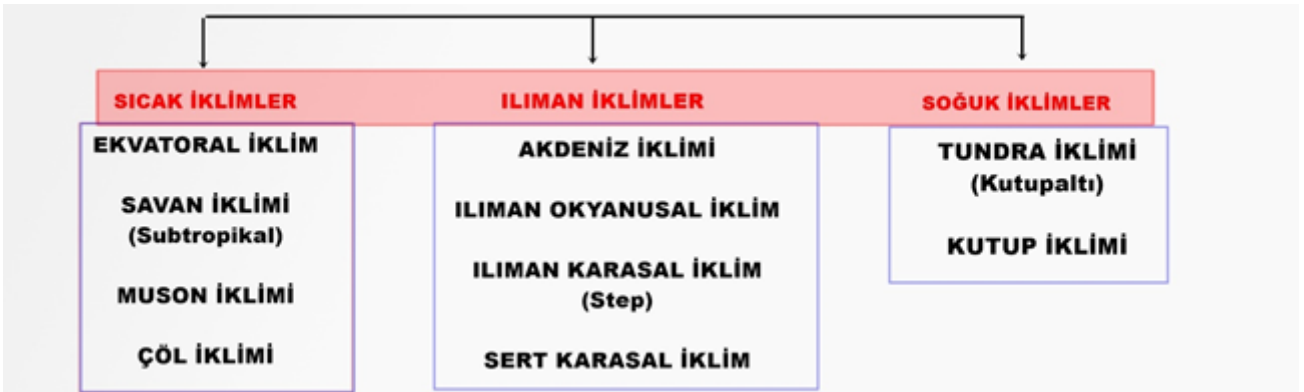 SICAK İKLİMLER
EKVATORAL İKLİM
SAVAN İKLİMİ
(Subtropikal)
MUSON İKLİMİ
ÇÖL İKLİMİ
ILIMAN İKLİMLER
AKDENİZ İKLİMİ
ILIMAN OKYANUSAL İKLİM
ILIMAN KARASAL İKLİM
(Step)
SERT KARASAL İKLİM
SOĞUK İKLİMLER
TUNDRA İKLİMİ
(Kutupaltı)
KUTUP İKLİMİ